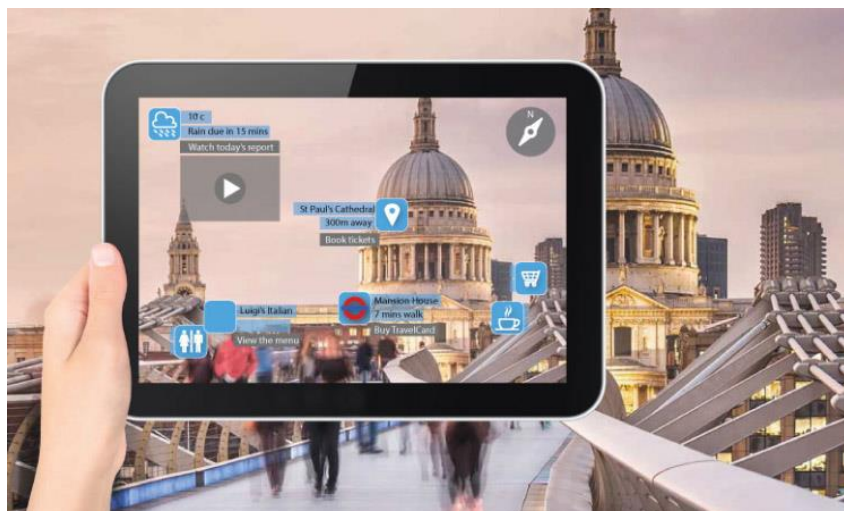 10 c
Rain due in 15 mins
Watch today's report
N
St Paul's Cathedral
300m away
Book tickets
Luigi's Italian
View the menu
Mansion House
7 mins walk
Buy TravelCard